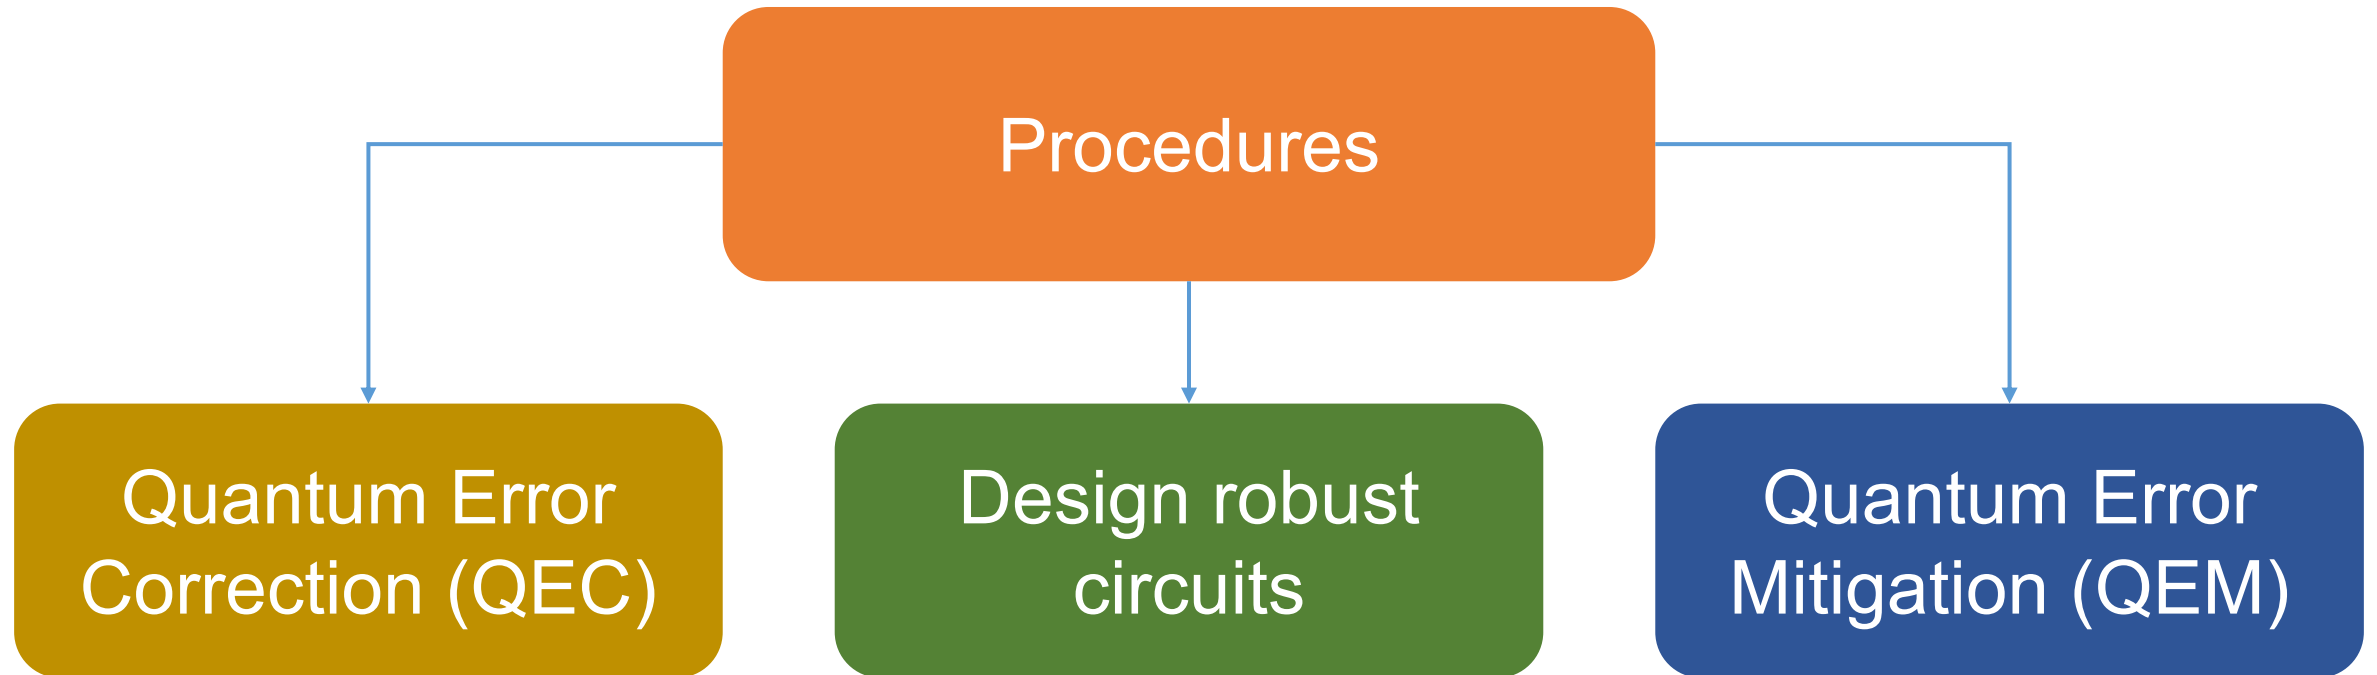 Procedures
Quantum Error
Correction (QEC)
Design robust
circuits
Quantum Error
Mitigation (QEM)